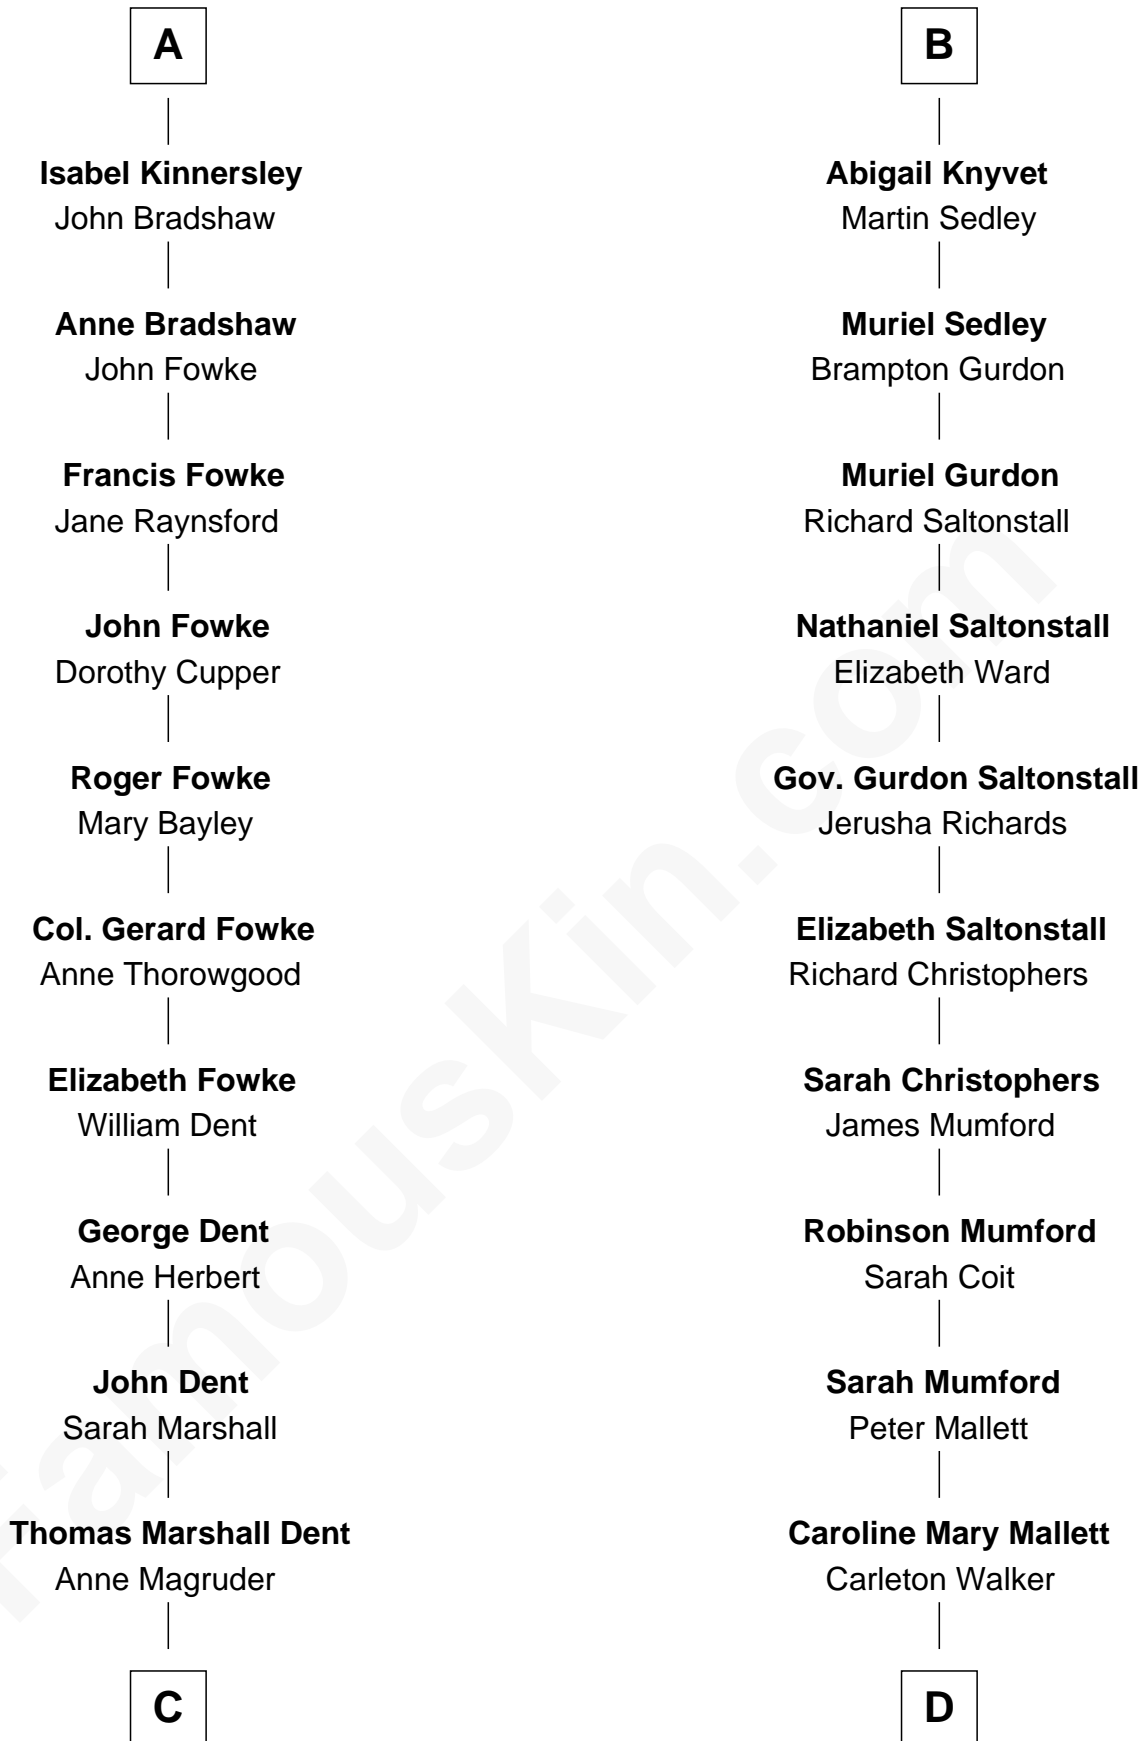 A
Isabel Kinnersley
John Bradshaw
Anne Bradshaw
John Fowke
Francis Fowke
Jane Raynsford
John Fowke
Dorothy Cupper
Roger Fowke
Mary Bayley
Col. Gerard Fowke
Anne Thorowgood
Elizabeth Fowke
William Dent
George Dent
Anne Herbert
John Dent
Sarah Marshall
Thomas Marshall Dent
Anne Magruder
C
B
Abigail Knyvet
Martin Sedley
Muriel Sedley
Brampton Gurdon
Muriel Gurdon
Richard Saltonstall
Nathaniel Saltonstall
Elizabeth Ward
Gov. Gurdon Saltonstall
Jerusha Richards
Elizabeth Saltonstall
Richard Christophers
Sarah Christophers
James Mumford
Robinson Mumford
Sarah Coit
Sarah Mumford
Peter Mallett
Caroline Mary Mallett
Carleton Walker
D
FamousKin.com